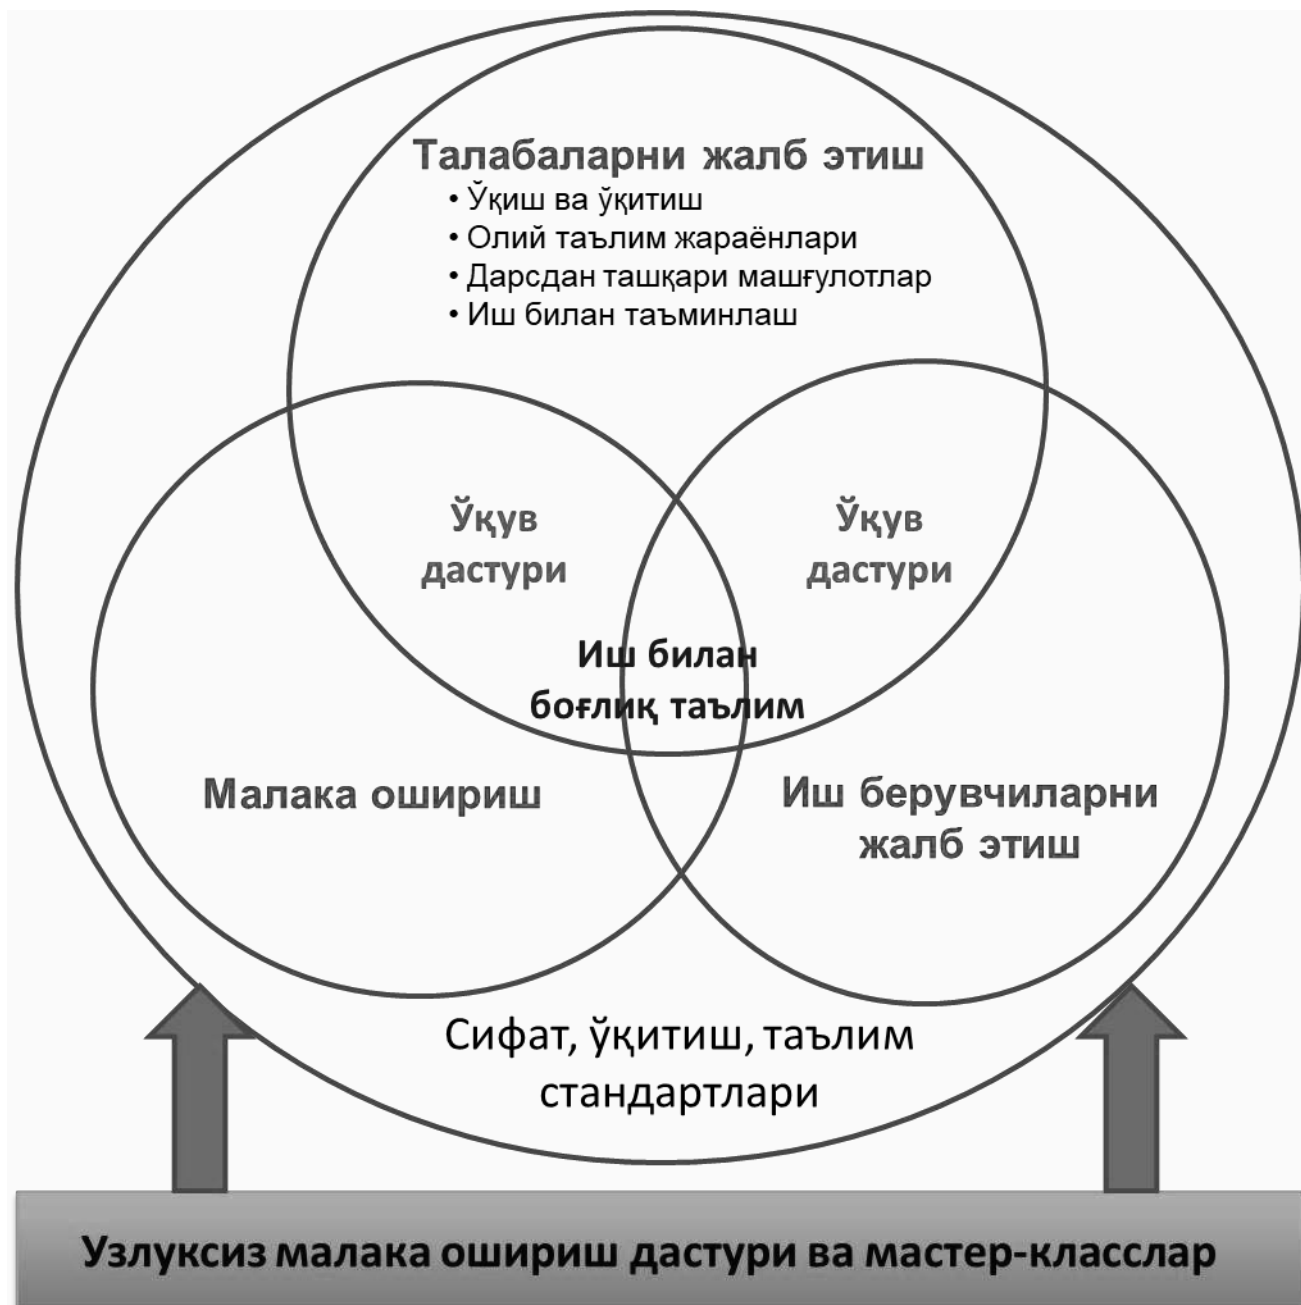 Талабаларни жалб этиш
• Ўқиш ва ўқитиш
• Олий таълим жараёнлари
• Дарсдан ташқари машғулотлар
• Иш билан таъминлаш
Ўқув
дастури
Ўқув
дастури
Иш билан
боғлиқ таълим
Малака ошириш
Иш берувчиларни
жалб этиш
Сифат, ўқитиш, таълим
стандартлари
Узлуксиз малака ошириш дастури ва мастер-класслар